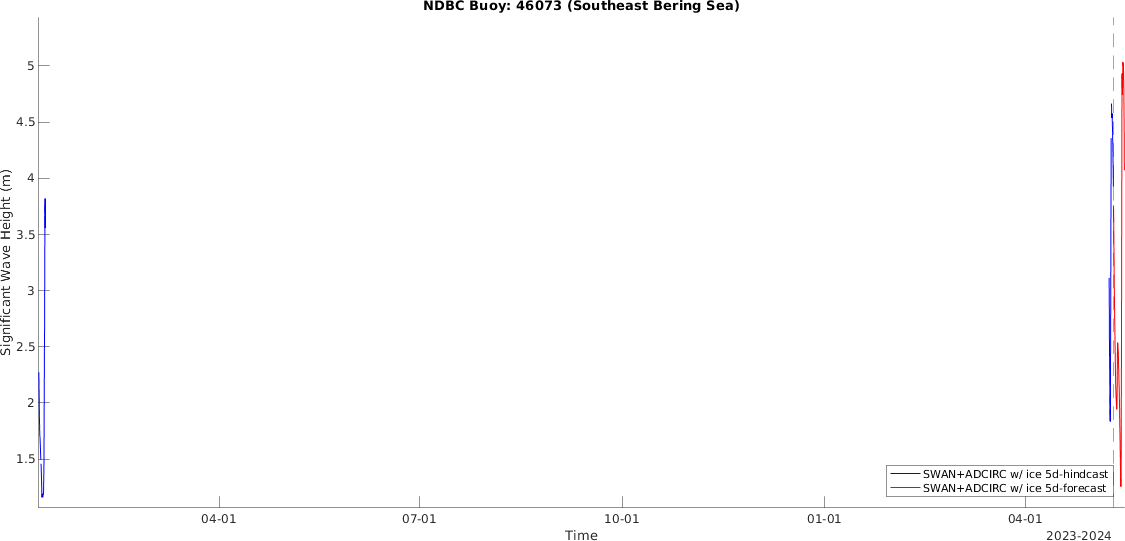 NDBC Buoy: 46073 (Southeast Bering Sea)
Significant Wave Height (m)
5
4.5
4
3.5
3
2.5
2
1.5
SWAN+ADCIRC w/ ice 5d-hindcast
SWAN+ADCIRC w/ ice 5d-forecast
04-01
07-01
10-01
01-01
04-01
Time
2023-2024